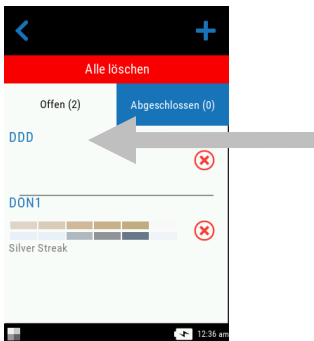 Alle löschen
Offen (2)
Abgeschlossen (0)
DDD
DON1
Silver Streak
12:36 am